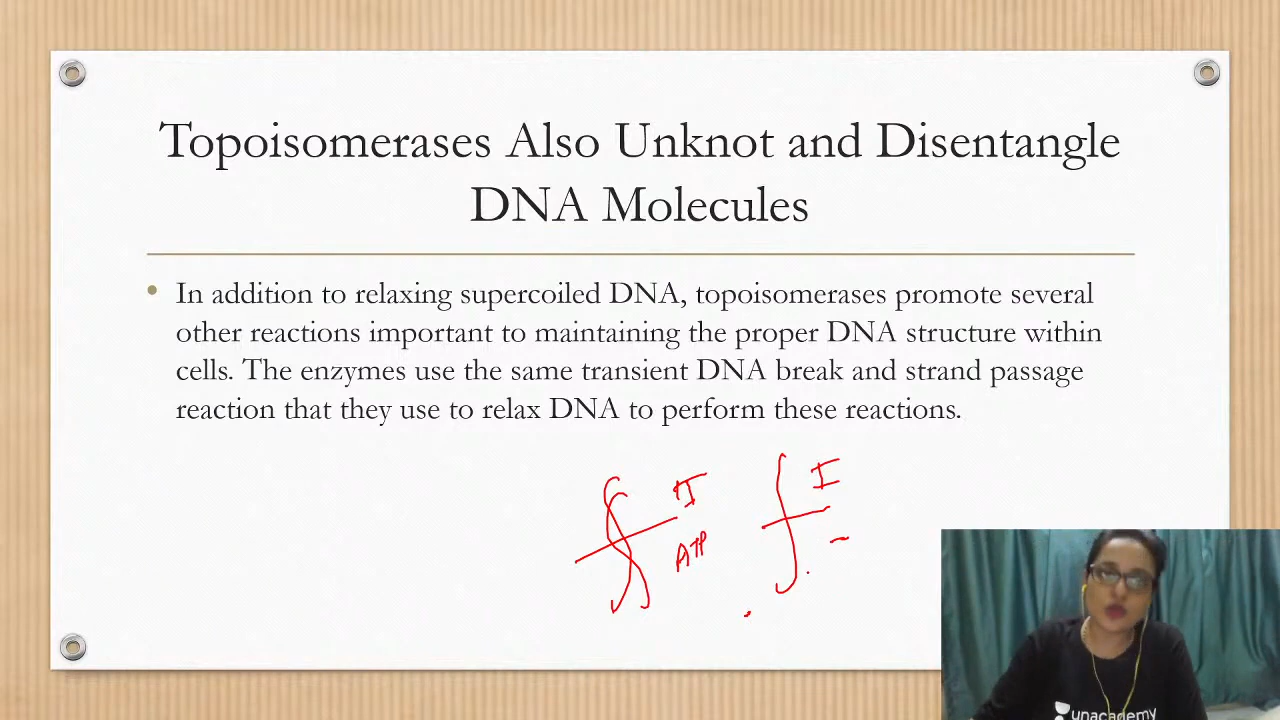 Topoisomerases Also Unknot and Disentangle
DNA Molecules
• In addition to relaxing supercoiled DNA, topoisomerases promote several
other reactions important to maintaining the proper DNA structure within
cells. The enzymes use the same transient DNA break and strand passage
reaction that they use to relax DNA to perform these reactions.
II
I
ATP
unacademy